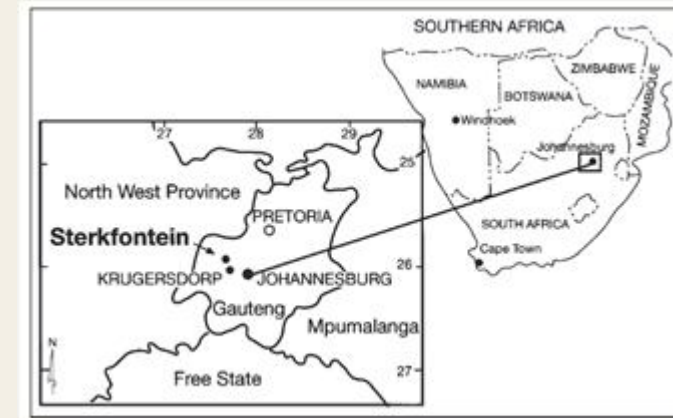 SOUTHERN AFRICA
NAMIBIA
ZIMBABWE
BOTSWANA
MOZAMBIQUE
Windhoek
Johannesburg
SOUTH AFRICA
Cape Town
27 28 29
25
North West Province
PRETORIA
Sterkfontein
26
KRUGERSDORP
JOHANNESBURG
Gauteng
Mpumalanga
N
Free State
27